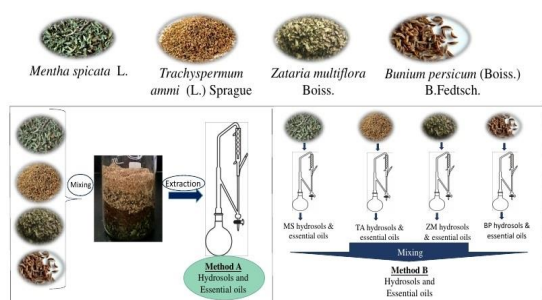 Mentha spicata L.
Trachyspermum
ammi (L.) Sprague
Zataria multiflora
Boiss.
Bunium persicum (Boiss.)
B.Fedtsch.
Mixing
Extraction
Method A
Hydrosols and
Essential oils
MS hydrosols &
essential oils
TA hydrosols &
essential oils
ZM hydrosols
& essential oils
BP hydrosols &
essential oils
Mixing
Method B
Hydrosols and
Essential oils